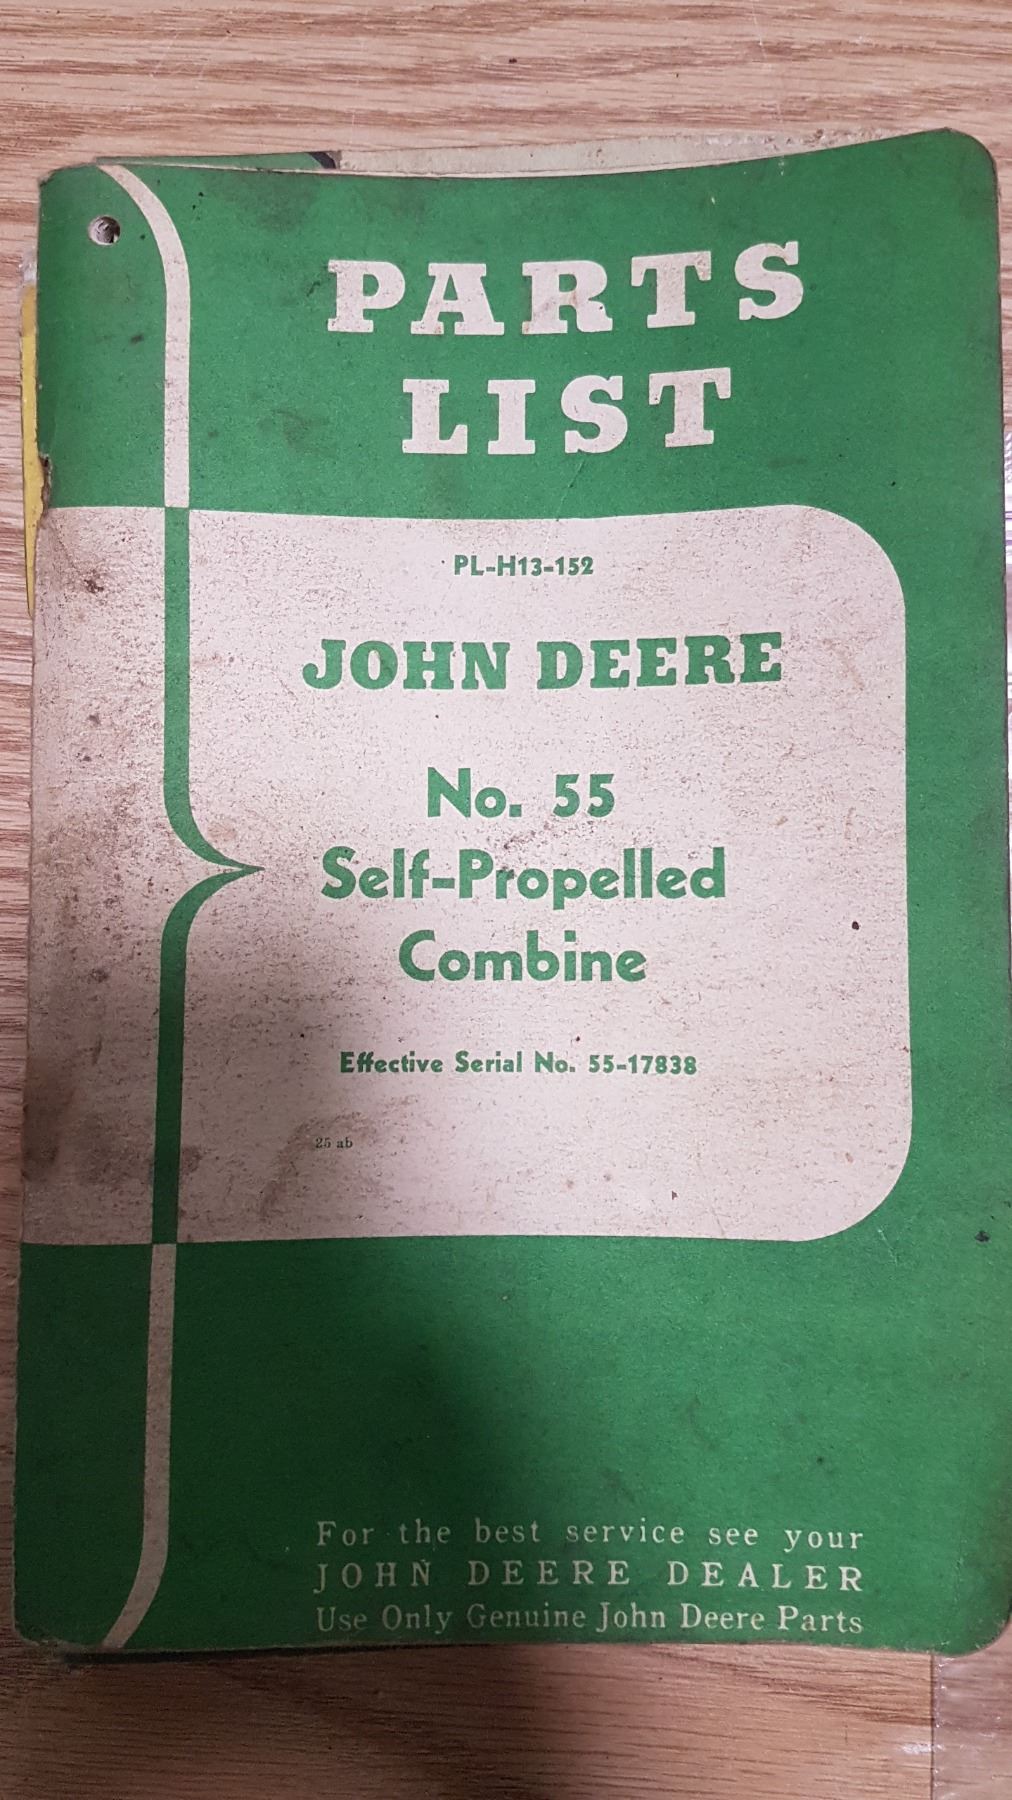 PARTS
LIST
PL-H13-152
JOHN DEERE
No. 55
Self-Propelled
Combine
Effective Serial No. 55-17838
25 ab
For the best service see your
JOHN DEERE DEALER
Use Only Genuine John Deere Parts